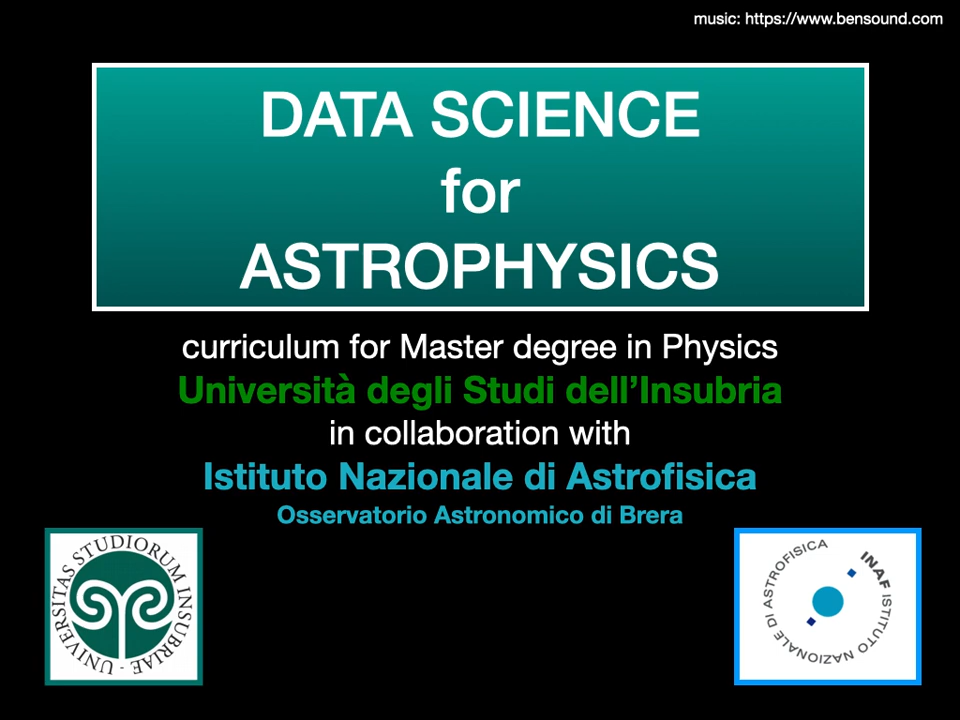 music: https://www.bensound.com
DATA SCIENCE
for
ASTROPHYSICS
curriculum for Master degree in Physics
Università degli Studi dell’Insubria
in collaboration with
Istituto Nazionale di Astrofisica
Osservatorio Astronomico di Brera
UNIVERSITAS STUDIORUM INSUBRIAE
INAF ISTITUTO NAZIONALE DI ASTROFISICA